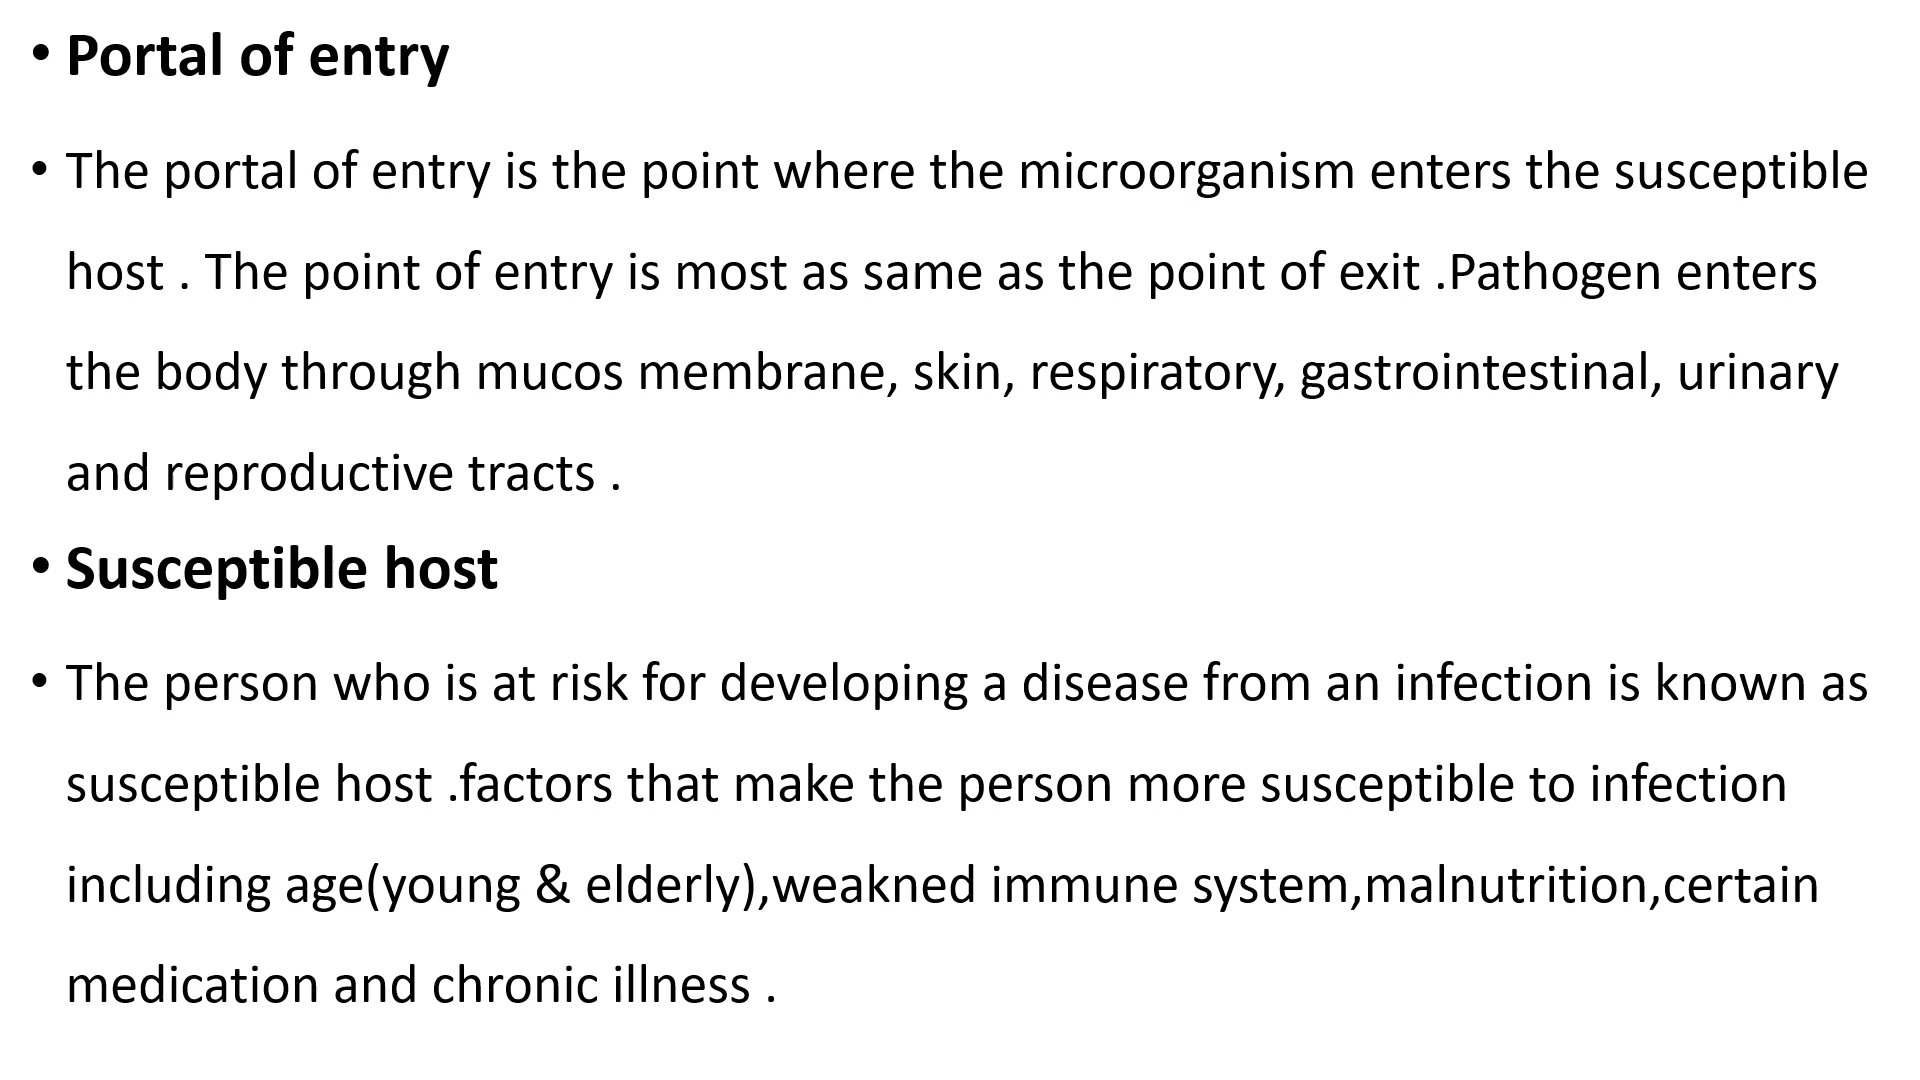 • Portal of entry
• The portal of entry is the point where the microorganism enters the susceptible
host . The point of entry is most as same as the point of exit .Pathogen enters
the body through mucos membrane, skin, respiratory, gastrointestinal, urinary
and reproductive tracts .
• Susceptible host
• The person who is at risk for developing a disease from an infection is known as
susceptible host .factors that make the person more susceptible to infection
including age(young & elderly),weakned immune system,malnutrition,certain
medication and chronic illness .